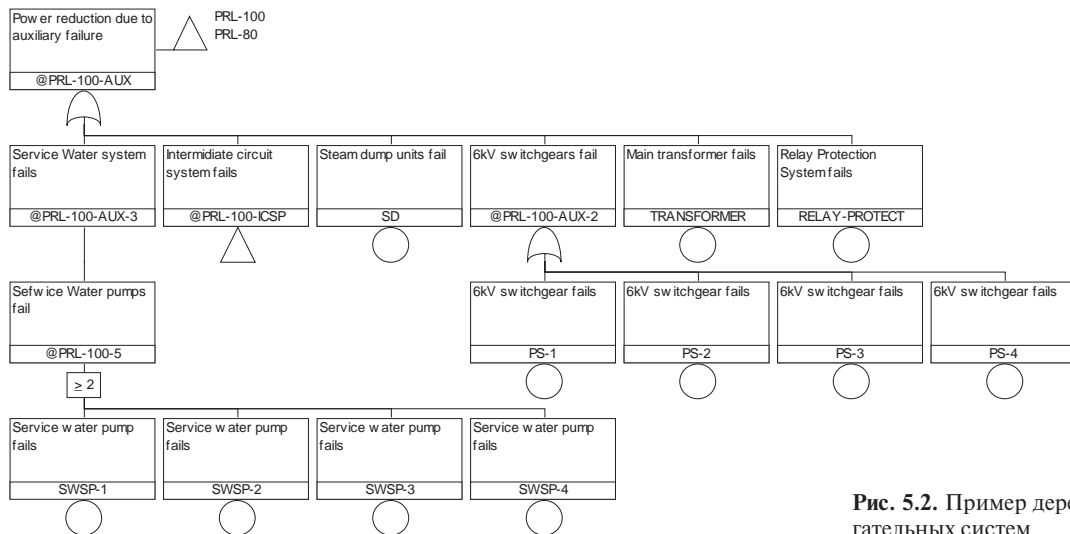 Power reduction due to
auxiliary failure
@PRL-100-AUX
PRL-100
PRL-80
Service Water system
fails
@PRL-100-AUX-3
Intermidiate circuit
system fails
@PRL-100-ICSP
Steam dump units fail
SD
6kV switchgears fail
@PRL-100-AUX-2
Main transformer fails
TRANSFORMER
Relay Protection
System fails
RELAY-PROTECT
Sefwice Water pumps
fail
@PRL-100-5
≥ 2
6kV switchgear fails
PS-1
6kV switchgear fails
PS-2
6kV switchgear fails
PS-3
6kV switchgear fails
PS-4
Service water pump
fails
SWSP-1
Service water pump
fails
SWSP-2
Service water pump
fails
SWSP-3
Service water pump
fails
SWSP-4
Рис. 5.2. Пример дере
гательных систем